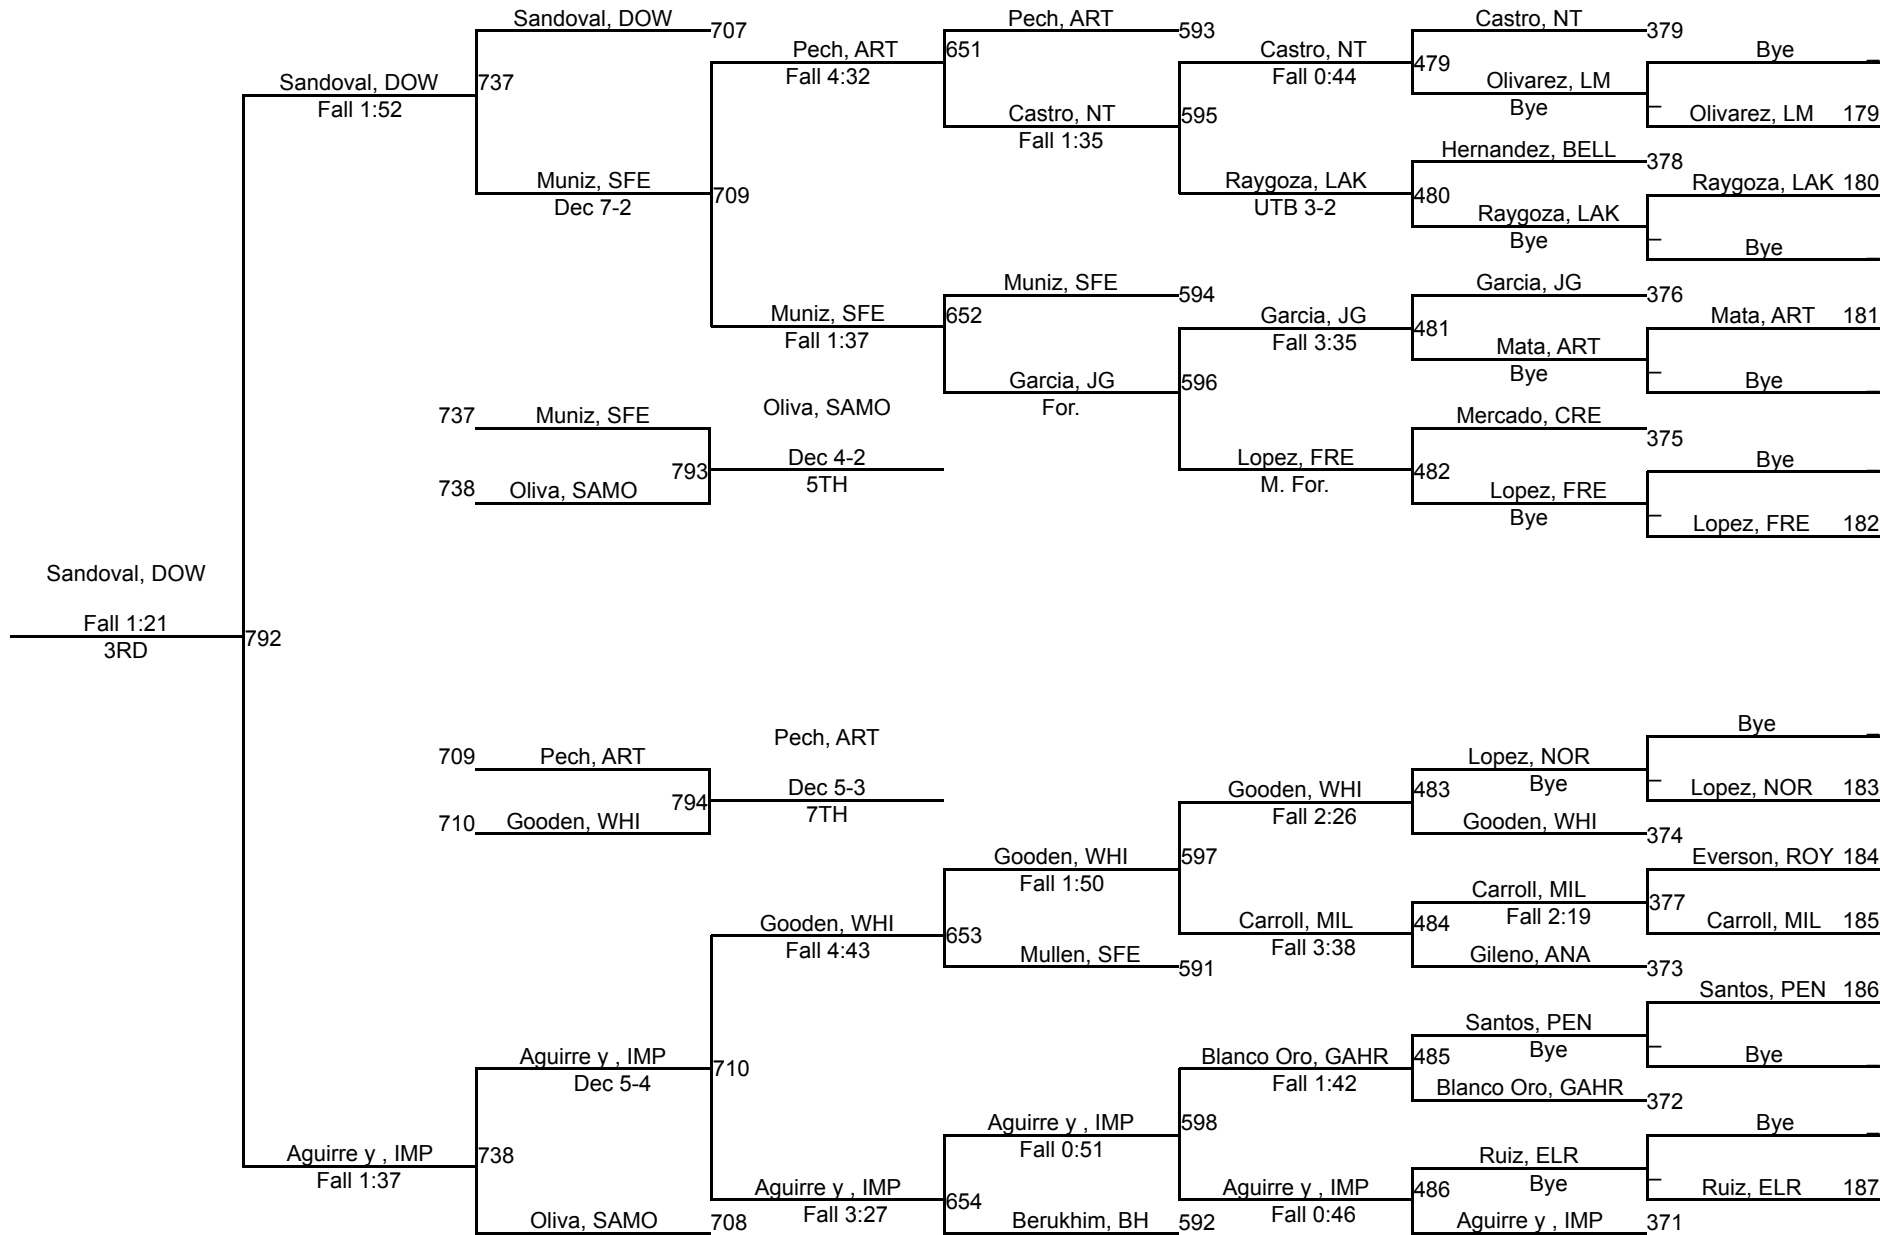 Sandoval, DOW
707
Pech, ART
593
Castro, NT
379
Pech, ART
Fall 4:32
651
Castro, NT
Fall 0:44
479
Bye
_
Sandoval, DOW
Fall 1:52
737
Olivarez, LM
Bye
_
Castro, NT
Fall 1:35
595
Olivarez, LM 179
Hernandez, BELL
378
Muniz, SFE
Dec 7-2
709
Raygoza, LAK
UTB 3-2
480
Raygoza, LAK 180
Raygoza, LAK
Bye
_
Bye
_
Muniz, SFE
594
Garcia, JG
376
Muniz, SFE
Fall 1:37
652
Garcia, JG
Fall 3:35
481
Mata, ART 181
Mata, ART
Bye
_
Garcia, JG
For.
596
Bye
_
737 Muniz, SFE
Oliva, SAMO
Mercado, CRE
375
793
Dec 4-2
5TH
Lopez, FRE
M. For.
482
Bye
_
738 Oliva, SAMO
Lopez, FRE
Bye
_
Lopez, FRE 182
Sandoval, DOW
Fall 1:21
3RD
792
Pech, ART
Bye
_
709 Pech, ART
Lopez, NOR
Bye
_
794
Dec 5-3
7TH
Gooden, WHI
Fall 2:26
483
Lopez, NOR 183
710 Gooden, WHI
Gooden, WHI
374
Gooden, WHI
Fall 1:50
597
Everson, ROY 184
Carroll, MIL
Fall 2:19
377
Gooden, WHI
Fall 4:43
653
Carroll, MIL
Fall 3:38
484
Carroll, MIL 185
Mullen, SFE
591
Gileno, ANA
373
Santos, PEN 186
Santos, PEN
Bye
_
Aguirre y , IMP
Dec 5-4
710
Blanco Oro, GAHR
Fall 1:42
485
Bye
_
Blanco Oro, GAHR
372
Aguirre y , IMP
Fall 0:51
598
Bye
_
Aguirre y , IMP
Fall 1:37
738
Ruiz, ELR
Bye
_
Aguirre y , IMP
Fall 3:27
654
Aguirre y , IMP
Fall 0:46
486
Ruiz, ELR 187
Oliva, SAMO
708
Berukhim, BH
592
Aguirre y , IMP
371